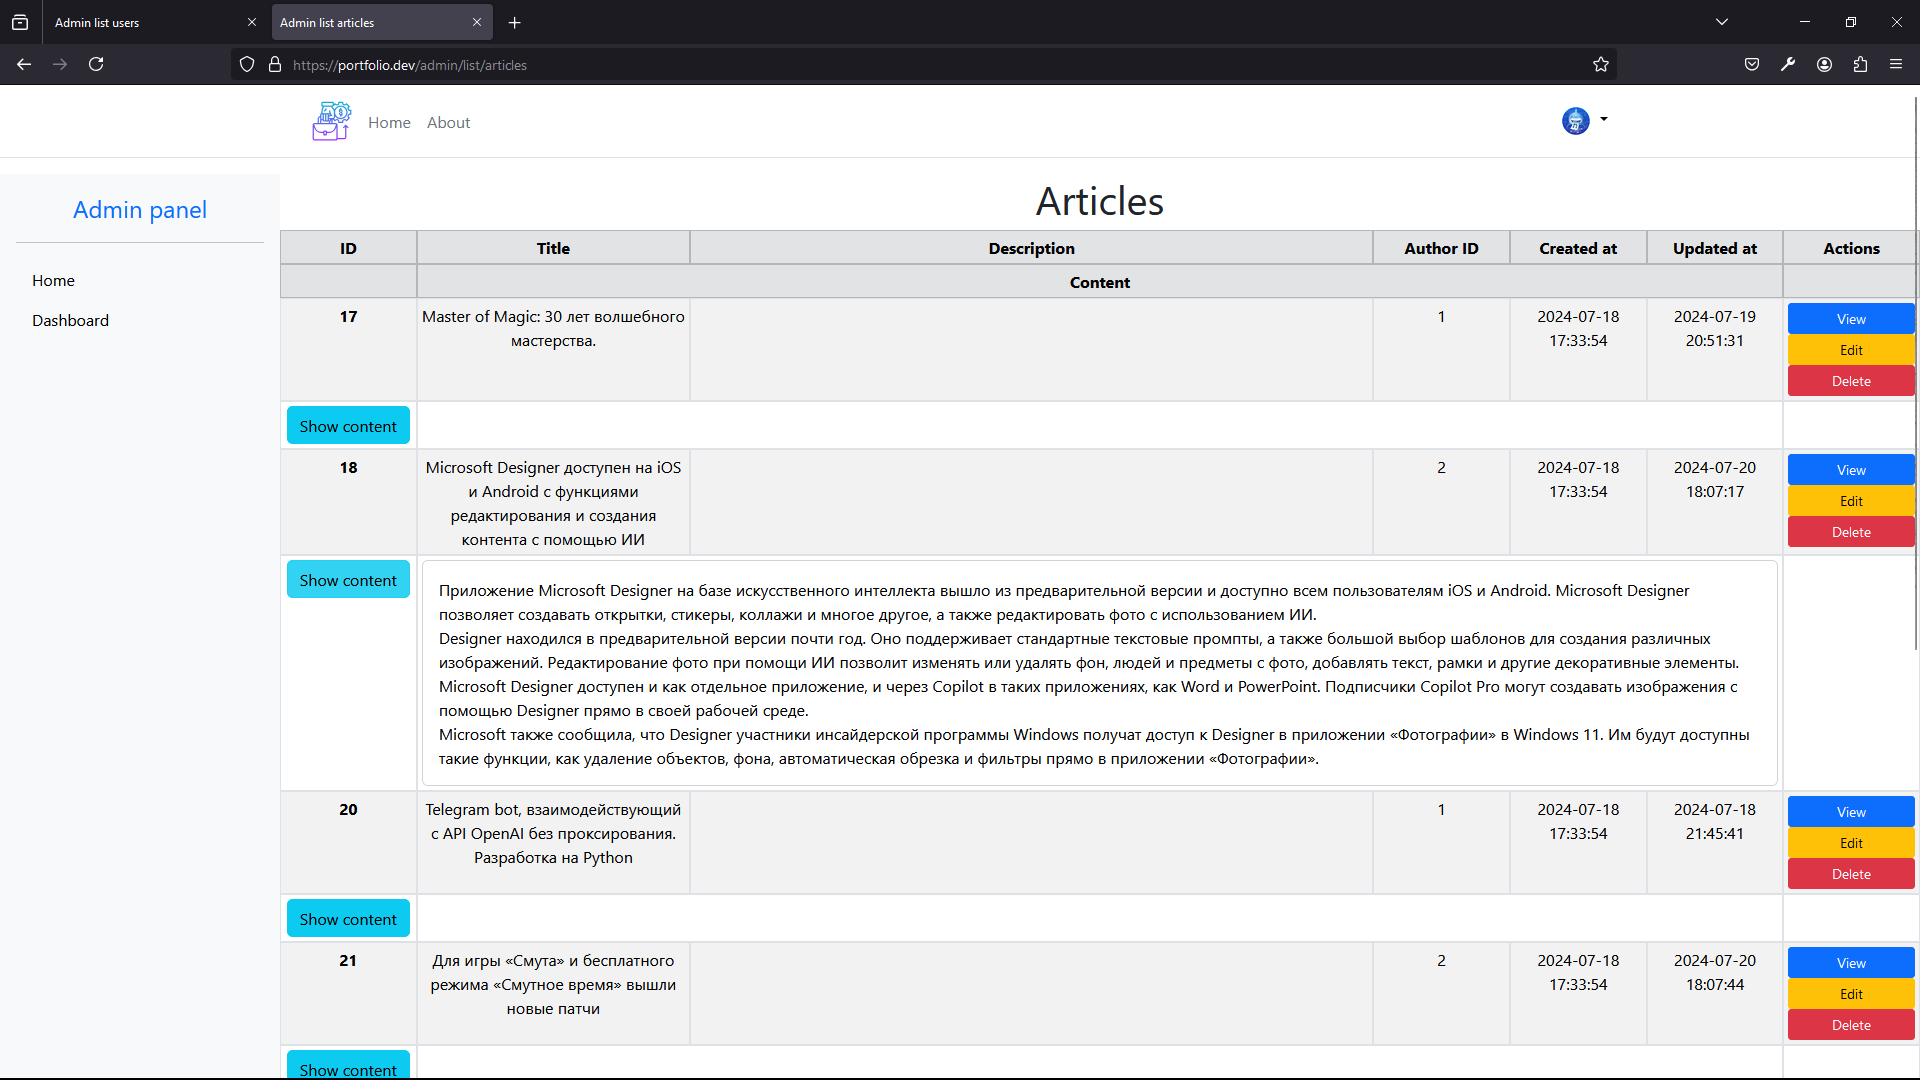 Admin list users
Admin list articles
https://portfolio.dev/admin/list/articles
Home About
Admin panel
Home
Dashboard
Articles
ID Title Description Author ID Created at Updated at Actions
Content
17 Master of Magic: 30 лет волшебного 1 2024-07-18 2024-07-19 View
мастерства. 17:33:54 20:51:31 Edit
Delete
Show content
18 Microsoft Designer доступен на iOS 2 2024-07-18 2024-07-20 View
и Android с функциями 17:33:54 18:07:17 Edit
редактирования и создания Delete
контента с помощью ИИ
Show content
Приложение Microsoft Designer на базе искусственного интеллекта вышло из предварительной версии и доступно всем пользователям iOS и Android. Microsoft Designer
позволяет создавать открытки, стикеры, коллажи и многое другое, а также редактировать фото с использованием ИИ.
Designer находился в предварительной версии почти год. Оно поддерживает стандартные текстовые промпты, а также большой выбор шаблонов для создания различных
изображений. Редактирование фото при помощи ИИ позволит изменять или удалять фон, людей и предметы с фото, добавлять текст, рамки и другие декоративные элементы.
Microsoft Designer доступен и как отдельное приложение, и через Copilot в таких приложениях, как Word и PowerPoint. Подписчики Copilot Pro могут создавать изображения с
помощью Designer прямо в своей рабочей среде.
Microsoft также сообщила, что Designer участники инсайдерской программы Windows получат доступ к Designer в приложении «Фотографии» в Windows 11. Им будут доступны
такие функции, как удаление объектов, фона, автоматическая обрезка и фильтры прямо в приложении «Фотографии».
20 Telegram bot, взаимодействующий 1 2024-07-18 2024-07-18 View
с API OpenAI без проксирования. 17:33:54 21:45:41 Edit
Разработка на Python Delete
Show content
21 Для игры «Смута» и бесплатного 2 2024-07-18 2024-07-20 View
режима «Смутное время» вышли 17:33:54 18:07:44 Edit
новые патчи Delete
Show content